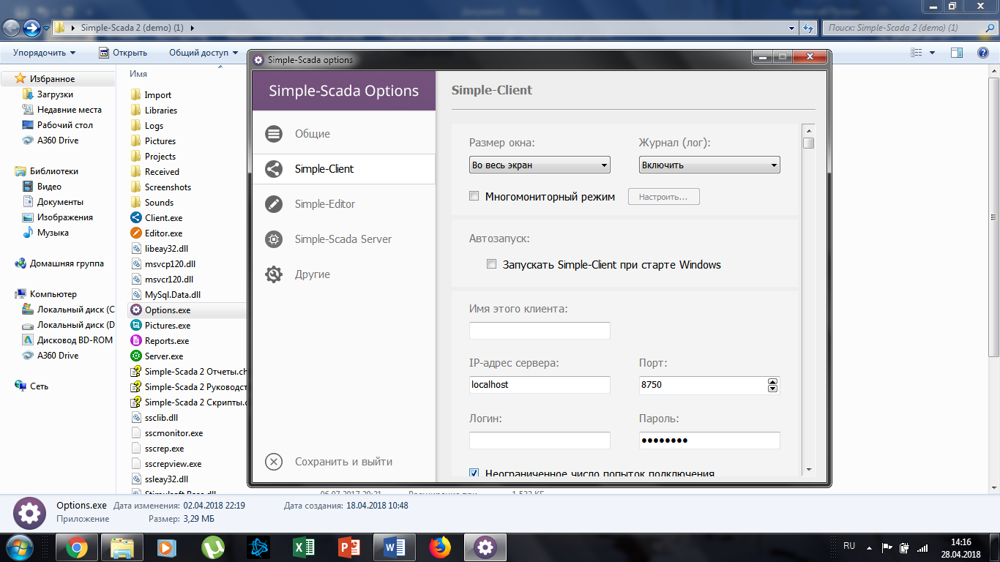 Simple-Scada 2 (demo) (1)
Поиск: Simple-Scada 2 (demo) (1)
Упорядочить
Открыть
Общий доступ
Избранное
Загрузки
Недавние места
Рабочий стол
A360 Drive
Библиотеки
Видео
Документы
Изображения
Музыка
Домашняя группа
Компьютер
Локальный диск (C
Локальный диск (D
Дисковод BD-ROM
A360 Drive
Сеть
Имя
Import
Libraries
Logs
Pictures
Projects
Received
Screenshots
Sounds
Client.exe
Editor.exe
libeay32.dll
msvcp120.dll
msvcr120.dll
MySql.Data.dll
Options.exe
Pictures.exe
Reports.exe
Server.exe
Simple-Scada 2 Отчеты.ch
Simple-Scada 2 Руководст
Simple-Scada 2 Скрипты.c
ssclib.dll
sscmonitor.exe
sscrep.exe
sscrepview.exe
ssleay32.dll
Simple-Scada options
Simple-Scada Options
Общие
Simple-Client
Simple-Editor
Simple-Scada Server
Другие
Сохранить и выйти
Simple-Client
Размер окна:
Журнал (лог):
Во весь экран
Включить
Многомониторный режим
Настроить...
Автозапуск:
Запускать Simple-Client при старте Windows
Имя этого клиента:
IP-адрес сервера:
Порт:
localhost
8750
Логин:
Пароль:
Неограниченное число попыток подключения
Options.exe
Дата изменения: 02.04.2018 22:19
Дата создания: 18.04.2018 10:48
Приложение
Размер: 3,29 МБ
RU
14:16
28.04.2018